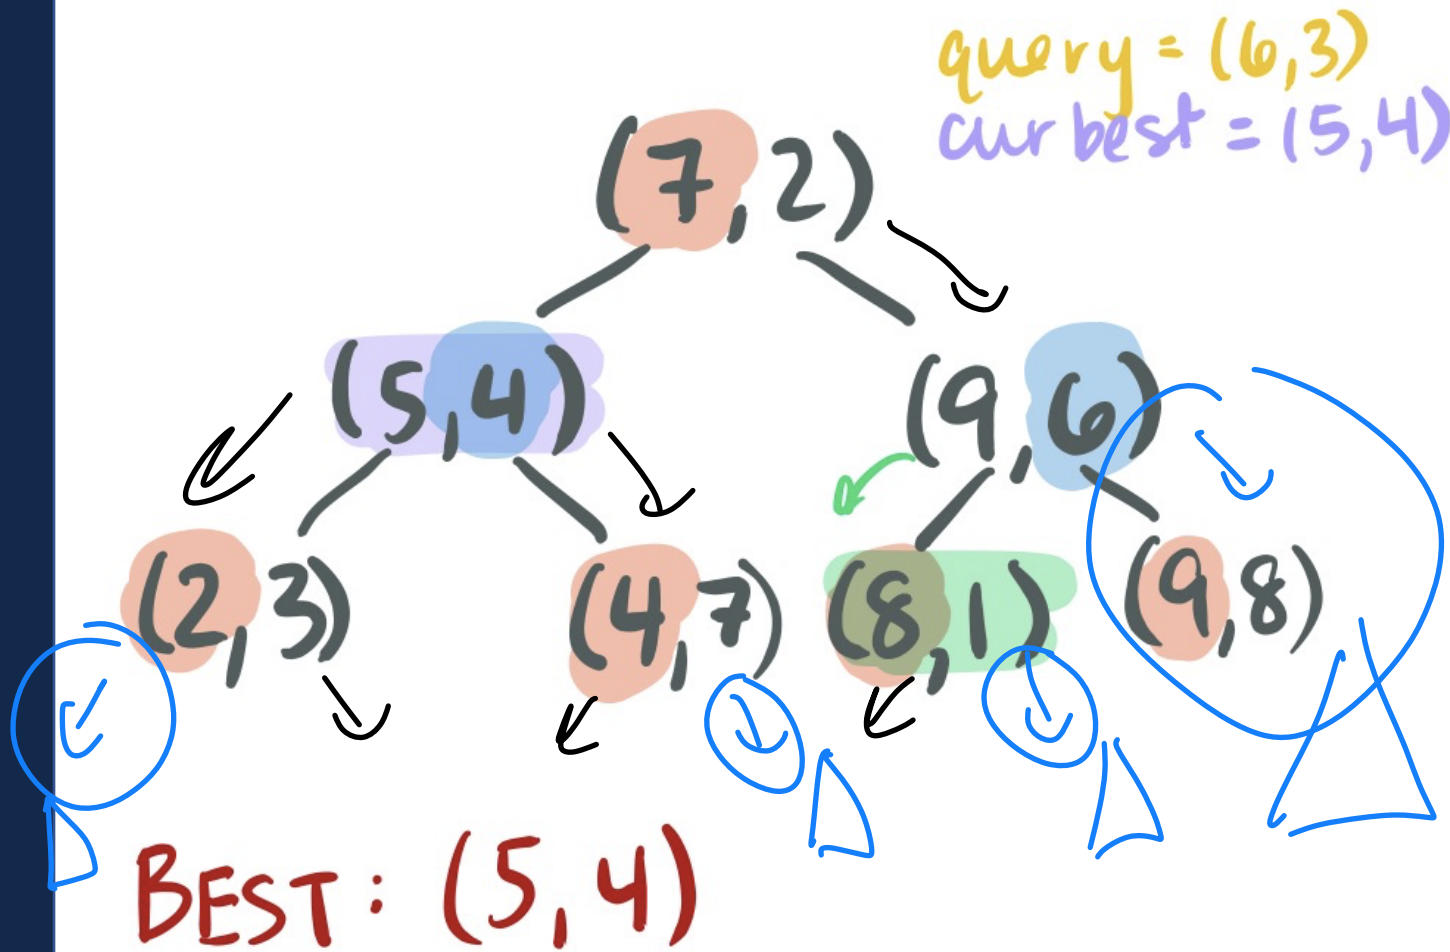 query = (6,3)
cur best = (5,4)
(7,2)
(5,4) (9,6)
(2,3) (4,7) (8,1) (9,8)
BEST: (5,4)